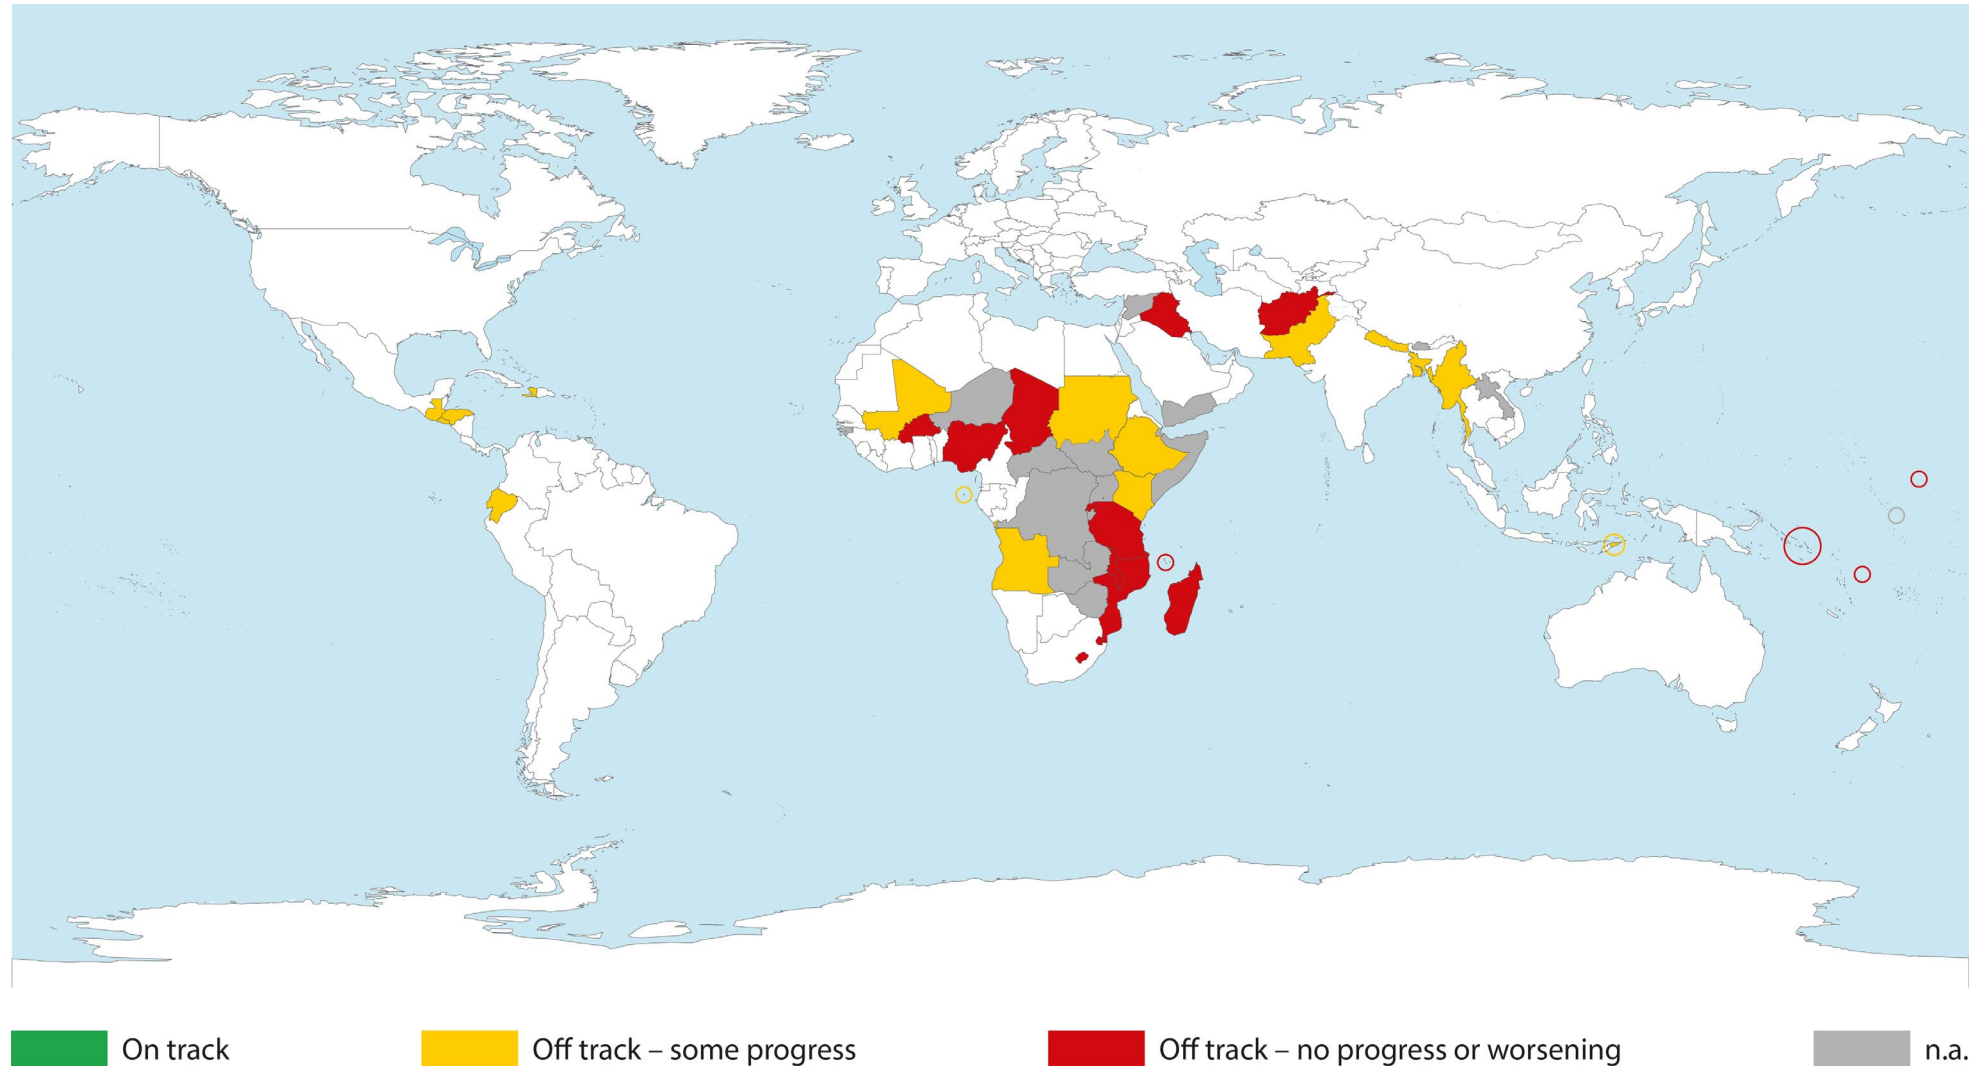 On track
Off track – some progress
Off track – no progress or worsening
n.a.